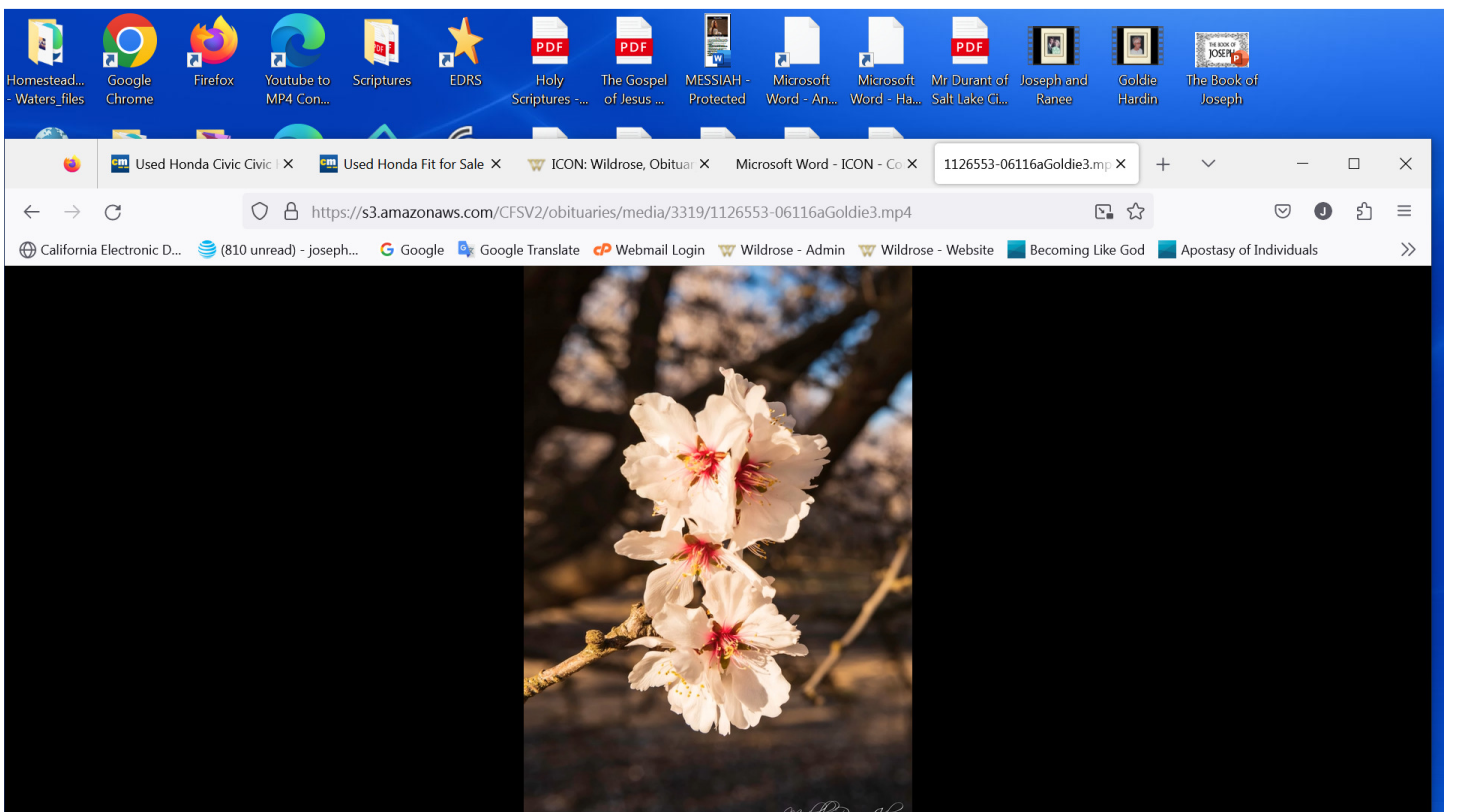 Homestead...
- Waters_files
Google
Chrome
Firefox
Youtube to
MP4 Con...
Scriptures
EDRS
PDF
Holy
Scriptures -...
PDF
The Gospel
of Jesus ...
MESSIAH -
Protected
Microsoft
Word - An...
Microsoft
Word - Ha...
PDF
Mr Durant of
Salt Lake Ci...
Joseph and
Ranee
Goldie
Hardin
THE BOOK OF
JOSEPH
The Book of
Joseph
cm Used Honda Civic Civic
cm Used Honda Fit for Sale
W ICON: Wildrose, Obituar
Microsoft Word - ICON - Co
1126553-06116aGoldie3.mp
https://s3.amazonaws.com/CFSV2/obituaries/media/3319/1126553-06116aGoldie3.mp4
J
California Electronic D...
(810 unread) - joseph...
G Google
Google Translate
cP Webmail Login
W Wildrose - Admin
W Wildrose - Website
Becoming Like God
Apostasy of Individuals